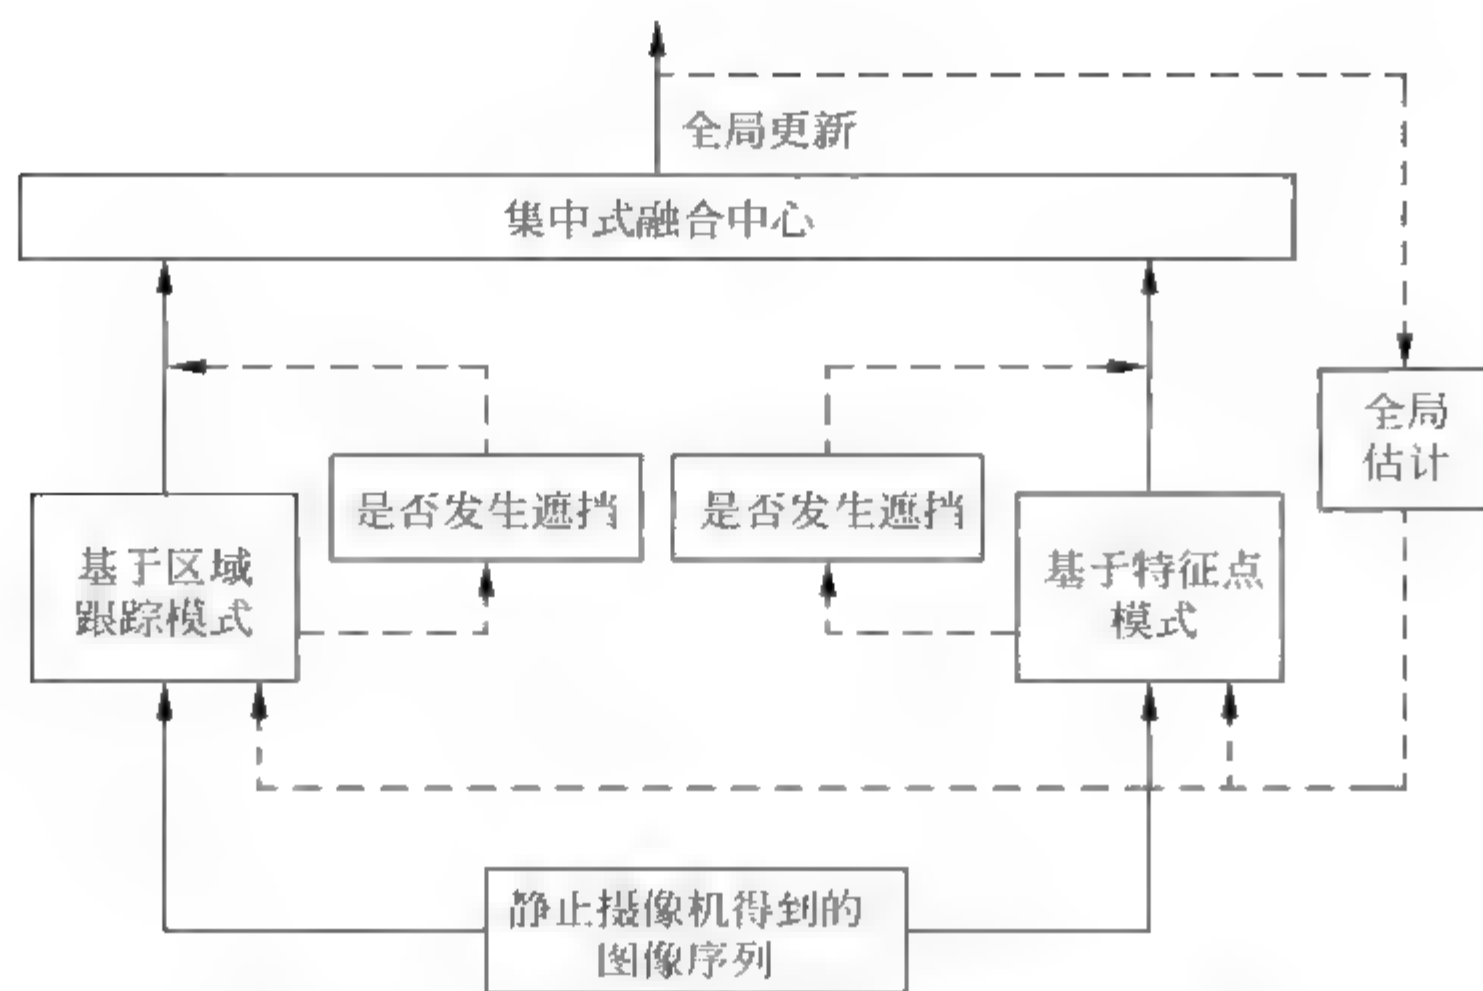 全局更新
集中式融合中心
全局
估计
是否发生遮挡
是否发生遮挡
基于区域
跟踪模式
基于特征点
模式
静止摄像机得到的
图像序列